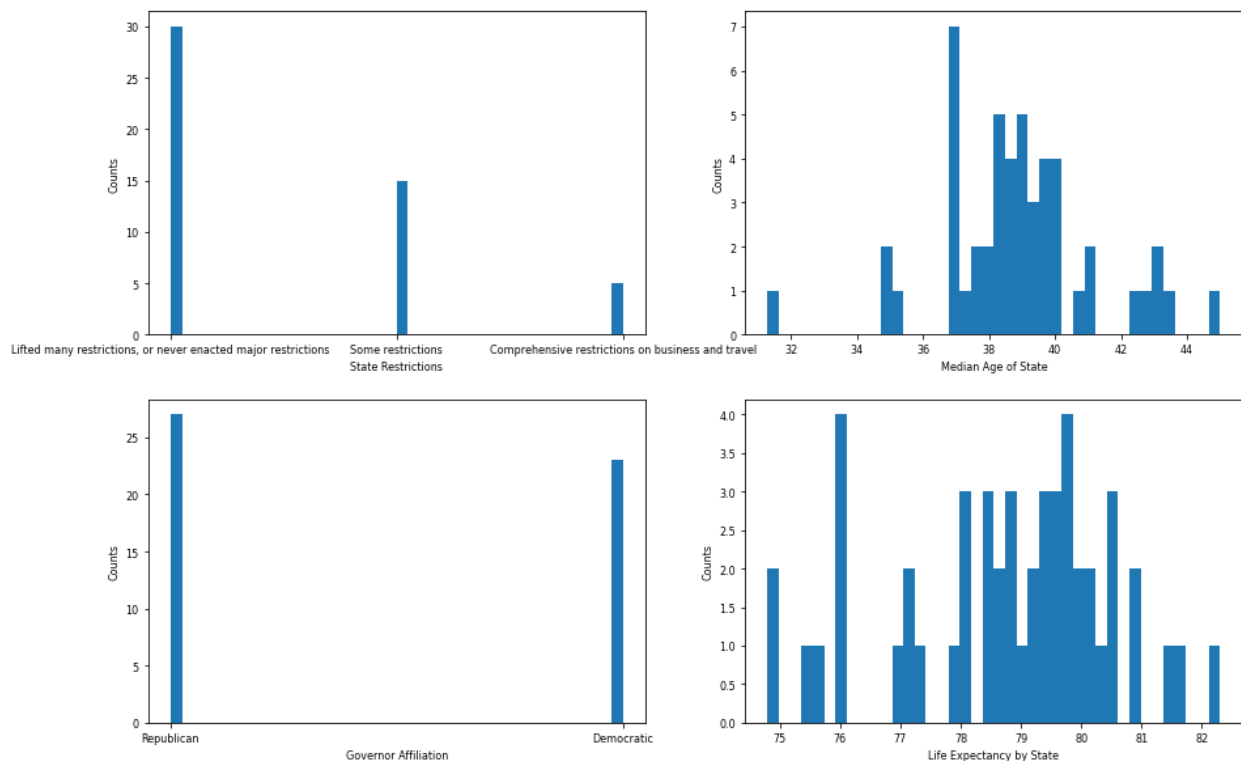 30
25
20
15
10
5
0
Counts
Lifted many restrictions, or never enacted major restrictions
Some restrictions
Comprehensive restrictions on business and travel
State Restrictions
7
6
5
4
3
2
1
0
Counts
32 34 36 38 40 42 44
Median Age of State
25
20
15
10
5
0
Counts
Republican
Democratic
Governor Affiliation
4.0
3.5
3.0
2.5
2.0
1.5
1.0
0.5
0.0
Counts
75 76 77 78 79 80 81 82
Life Expectancy by State